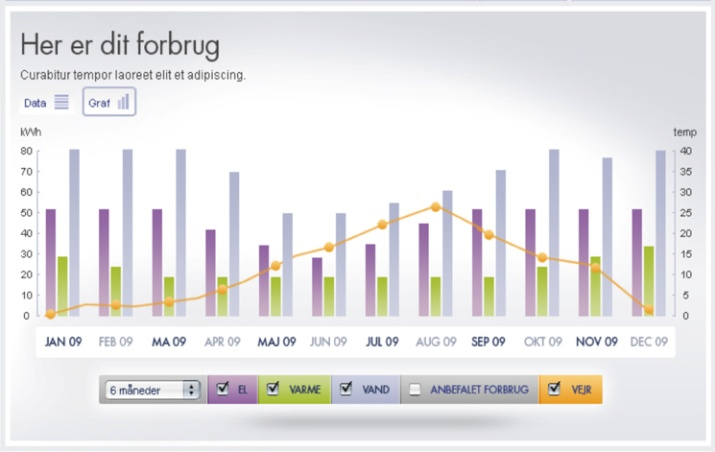 Her er dit forbrug
Curabitur tempor laoreet elit et adipiscing.
Data Graf
kWh temp
80 40
70 35
60 30
50 25
40 20
30 15
20 10
10 5
0 0
JAN 09 FEB 09 MA 09 APR 09 MAJ 09 JUN 09 JUL 09 AUG 09 SEP 09 OKT 09 NOV 09 DEC 09
6 måneder EL VARME VAND ANBEFALET FORBRUG VEJR